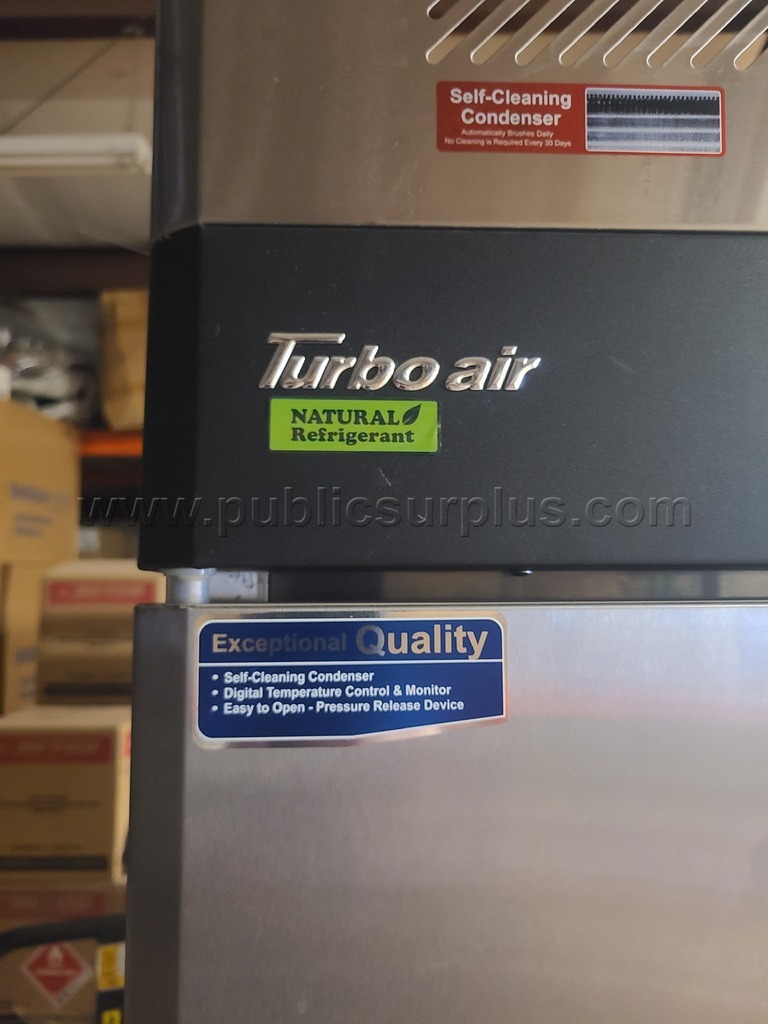 Self-Cleaning
Condenser
Automatically Brushes Daily
No Cleaning is Required Every 30 Days
Turbo air
NATURAL
Refrigerant
www.publicsurplus.com
Exceptional Quality
• Self-Cleaning Condenser
• Digital Temperature Control & Monitor
• Easy to Open - Pressure Release Device